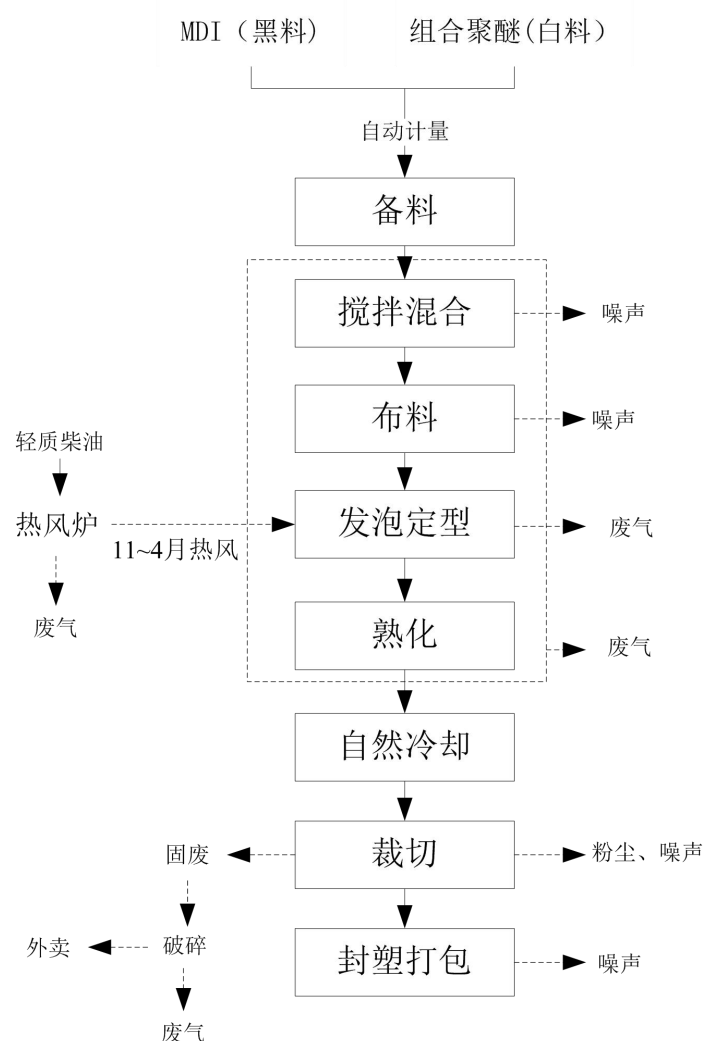 MDI（黑料)
组合聚醚(白料）
自动计量
备料
搅拌混合
噪声
布料
噪声
轻质柴油
热风炉
11~4月热风
发泡定型
废气
废气
熟化
废气
自然冷却
固废
裁切
粉尘、噪声
外卖
破碎
封塑打包
噪声
废气